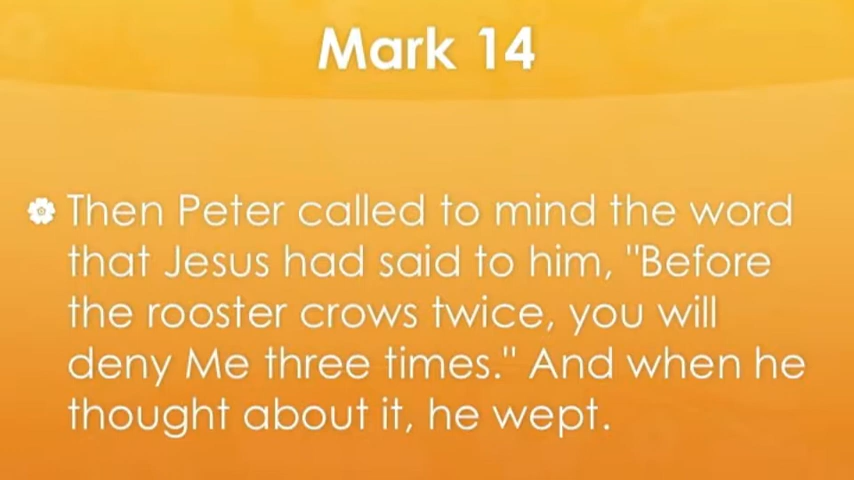 Mark 14
Then Peter called to mind the word
that Jesus had said to him, "Before
the rooster crows twice, you will
deny Me three times." And when he
thought about it, he wept.